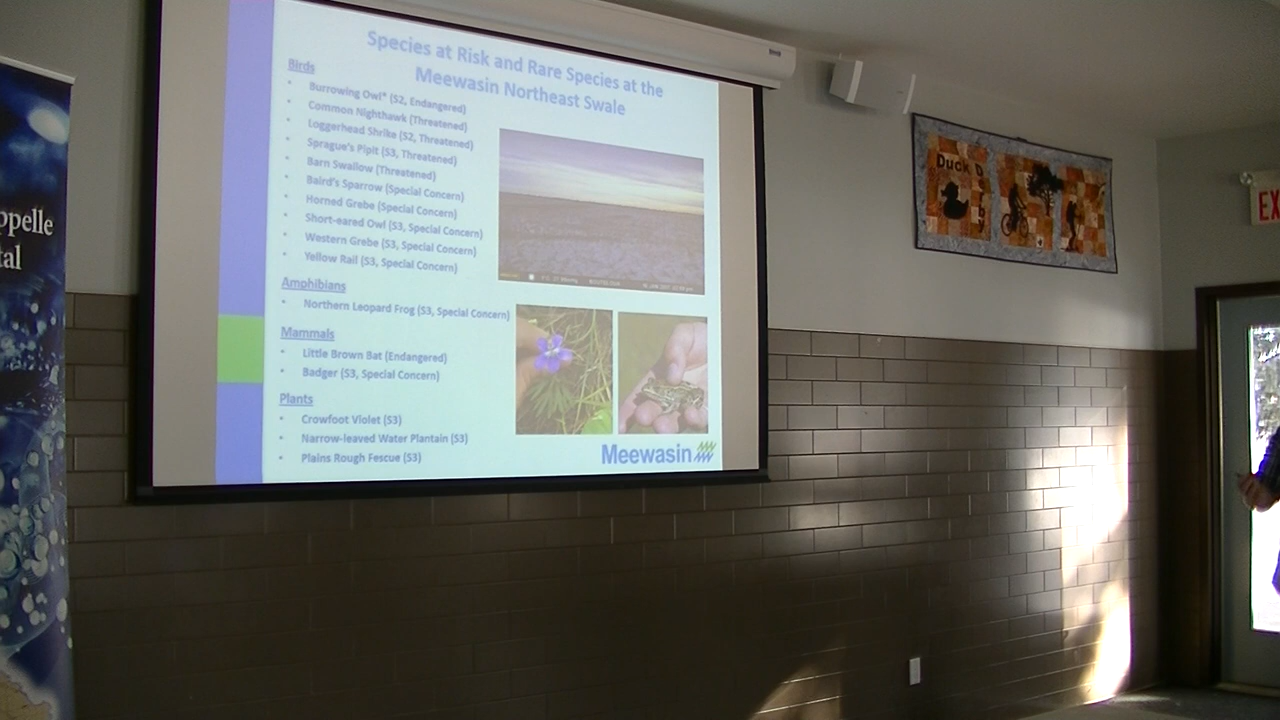 Species at Risk and Rare Species at the
Meewasin Northeast Swale
Birds
Burrowing Owl* (S2, Endangered)
Common Nighthawk (Threatened)
Loggerhead Shrike (S2, Threatened)
Sprague's Pipit (S3, Threatened)
Barn Swallow (Threatened)
Baird's Sparrow (Special Concern)
Horned Grebe (Special Concern)
Short-eared Owl (S3, Special Concern)
Western Grebe (S3, Special Concern)
Yellow Rail (S3, Special Concern)
Amphibians
Northern Leopard Frog (S3, Special Concern)
Mammals
Little Brown Bat (Endangered)
Badger (S3, Special Concern)
Plants
Crowfoot Violet (S3)
Narrow-leaved Water Plantain (S3)
Plains Rough Fescue (S3)
Meewasin
ppelle
tal
Duck D
EX